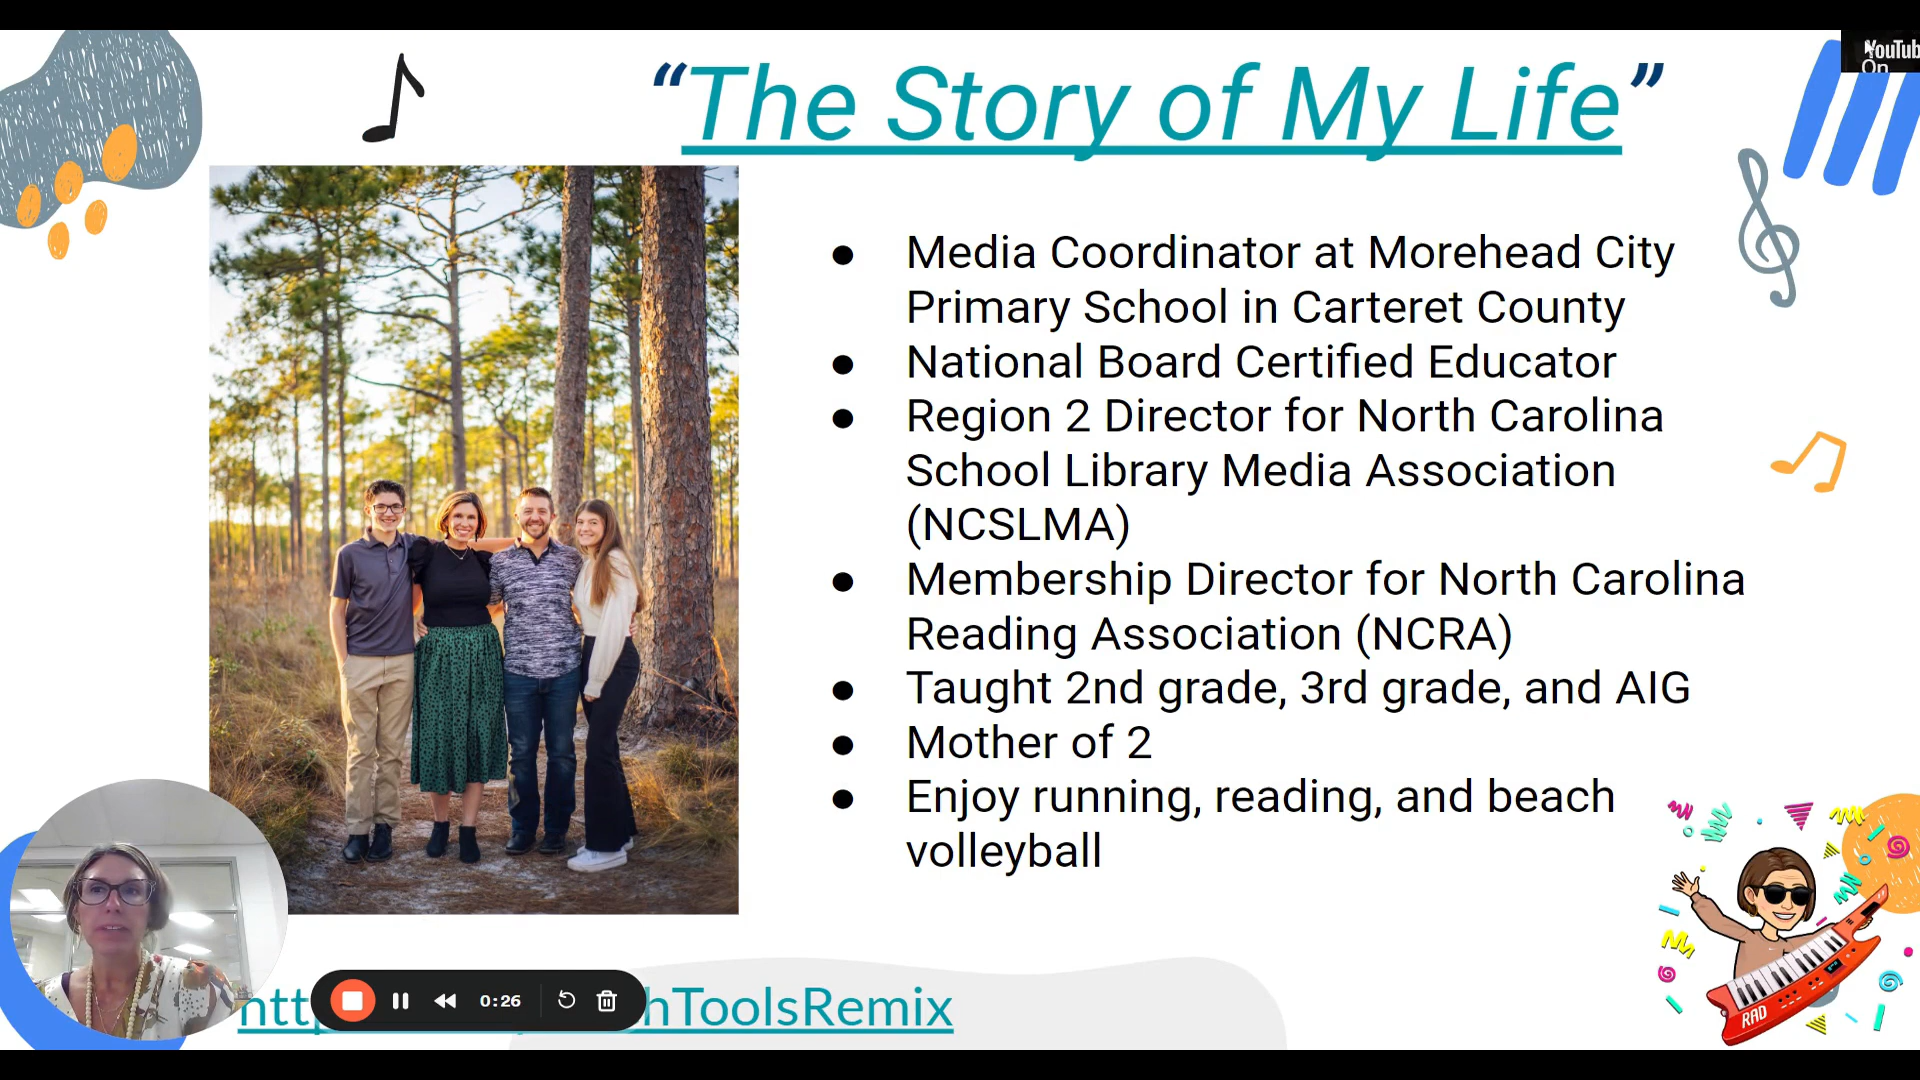 “The Story of My Life”
● Media Coordinator at Morehead City
Primary School in Carteret County
● National Board Certified Educator
● Region 2 Director for North Carolina
School Library Media Association
(NCSLMA)
● Membership Director for North Carolina
Reading Association (NCRA)
● Taught 2nd grade, 3rd grade, and AIG
● Mother of 2
● Enjoy running, reading, and beach
volleyball
RAD
0:26
hToolsRemix